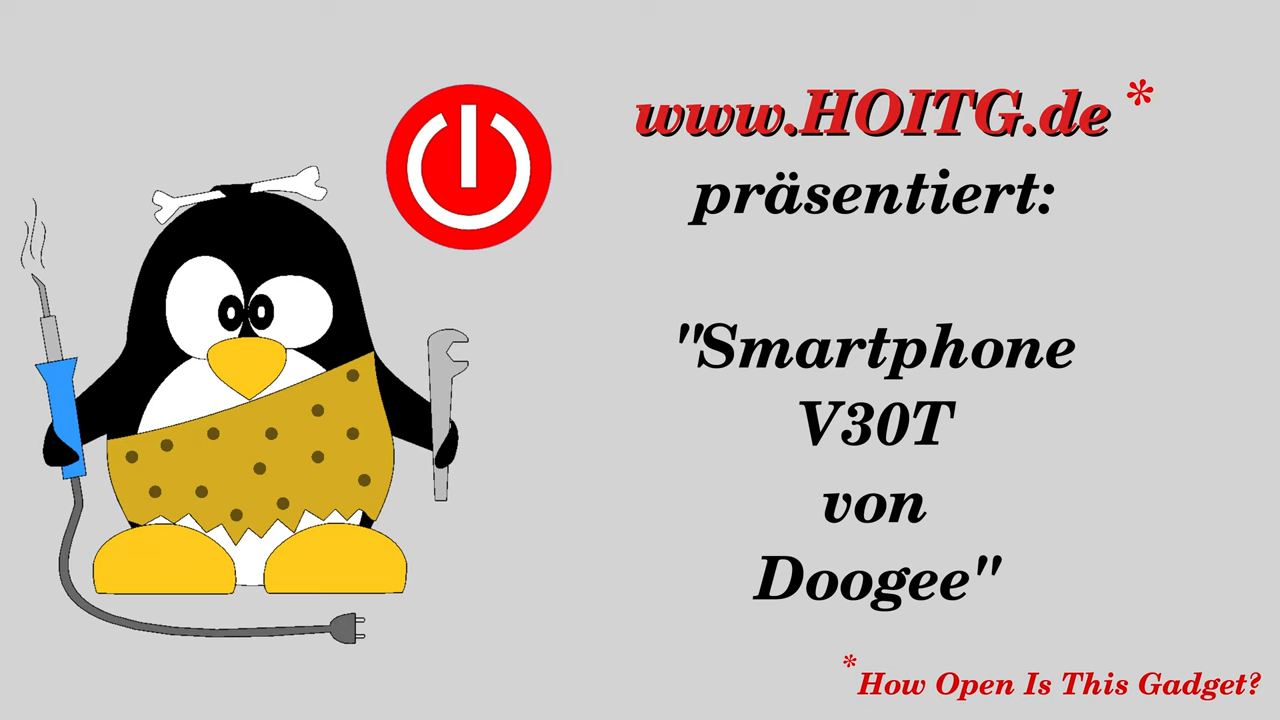 www.HOITG.de*
präsentiert:
"Smartphone
V30T
von
Doogee"
*How Open Is This Gadget?